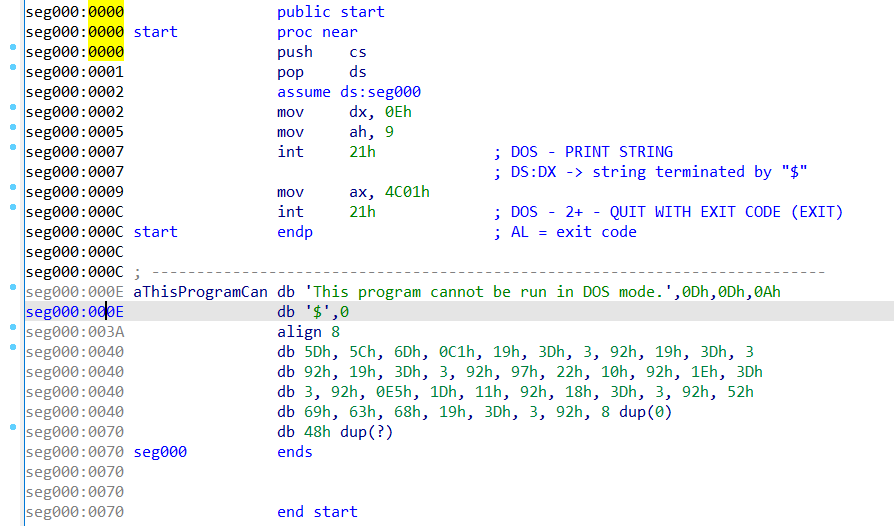 seg000:0000 public start
seg000:0000 start proc near
seg000:0000 push cs
seg000:0001 pop ds
seg000:0002 assume ds:seg000
seg000:0002 mov dx, 0Eh
seg000:0005 mov ah, 9
seg000:0007 int 21h ; DOS - PRINT STRING
seg000:0007 ; DS:DX -> string terminated by "$"
seg000:0009 mov ax, 4C01h
seg000:000C int 21h ; DOS - 2+ - QUIT WITH EXIT CODE (EXIT)
seg000:000C start endp ; AL = exit code
seg000:000C
seg000:000C ; ---------------------------------------------------------------------------
seg000:000E aThisProgramCan db 'This program cannot be run in DOS mode.',0Dh,0Dh,0Ah
seg000:000E db '$',0
seg000:003A align 8
seg000:0040 db 5Dh, 5Ch, 6Dh, 0C1h, 19h, 3Dh, 3, 92h, 19h, 3Dh, 3
seg000:0040 db 92h, 19h, 3Dh, 3, 92h, 97h, 22h, 10h, 92h, 1Eh, 3Dh
seg000:0040 db 3, 92h, 0E5h, 1Dh, 11h, 92h, 18h, 3Dh, 3, 92h, 52h
seg000:0040 db 69h, 63h, 68h, 19h, 3Dh, 3, 92h, 8 dup(0)
seg000:0070 db 48h dup(?)
seg000:0070 seg000 ends
seg000:0070
seg000:0070
seg000:0070 end start